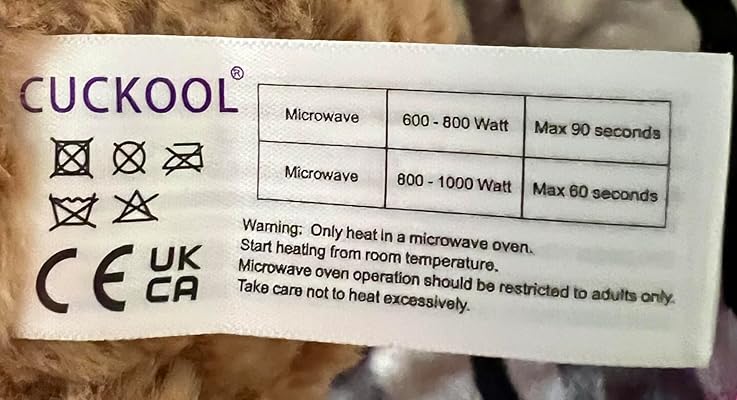 CUCKOOL®
Microwave 600 - 800 Watt Max 90 seconds
Microwave 800 - 1000 Watt Max 60 seconds
CE UK CA
Warning: Only heat in a microwave oven.
Start heating from room temperature.
Microwave oven operation should be restricted to adults only.
Take care not to heat excessively.